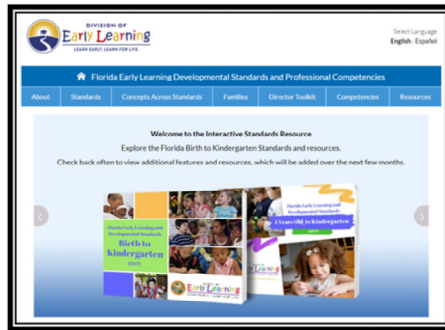 DIVISION OF
Early Learning
LEARN EARLY. LEARN FOR LIFE.
Select Language
English | Español
Florida Early Learning Developmental Standards and Professional Competencies
About
Standards
Concepts Across Standards
Families
Director Toolkit
Competencies
Resources
Welcome to the Interactive Standards Resource
Explore the Florida Birth to Kindergarten Standards and resources.
Check back often to view additional features and resources, which will be added over the next few months.
Florida Early Learning and
Developmental Standards
Birth to
Kindergarten
Early Learning
Florida Early Learning and
Developmental Standards
4 Years Old to Kindergarten
Early Learning